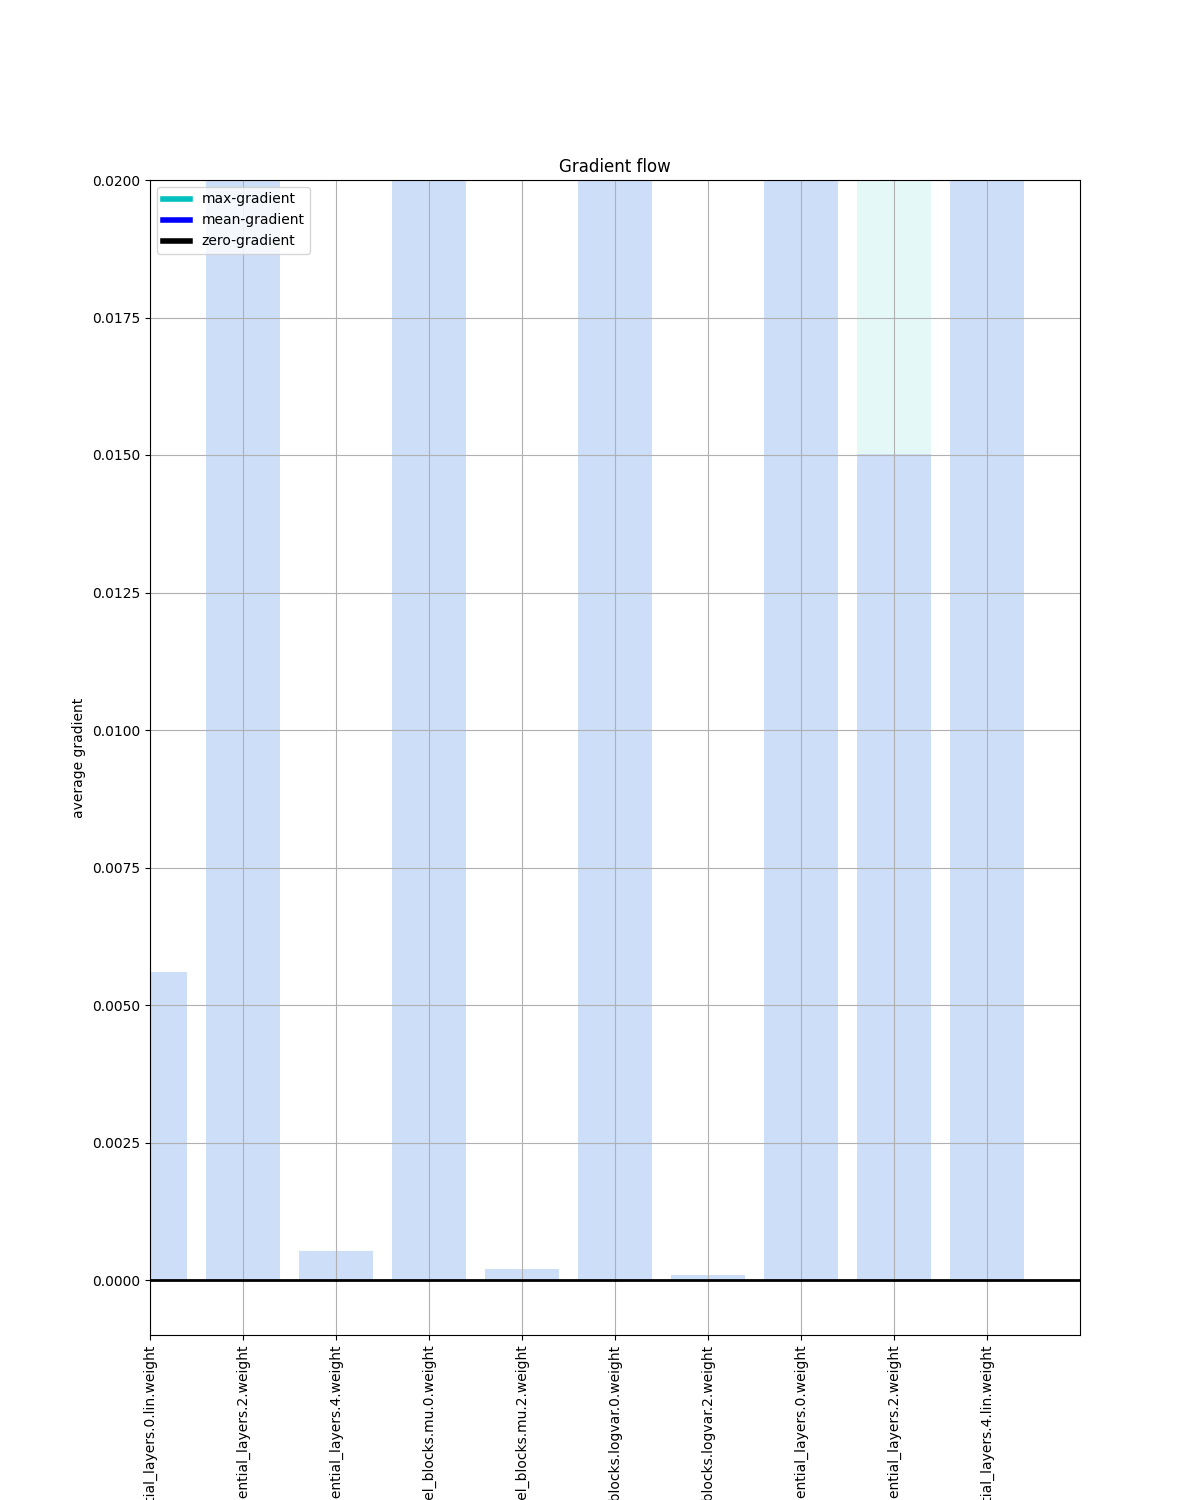 Gradient flow
max-gradient
mean-gradient
zero-gradient
0.0200
0.0175
0.0150
0.0125
0.0100
0.0075
0.0050
0.0025
0.0000
average gradient
tial_layers.0.lin.weight
ential_layers.2.weight
ential_layers.4.weight
el_blocks.mu.0.weight
el_blocks.mu.2.weight
blocks.logvar.0.weight
blocks.logvar.2.weight
ential_layers.0.weight
ential_layers.2.weight
tial_layers.4.lin.weight